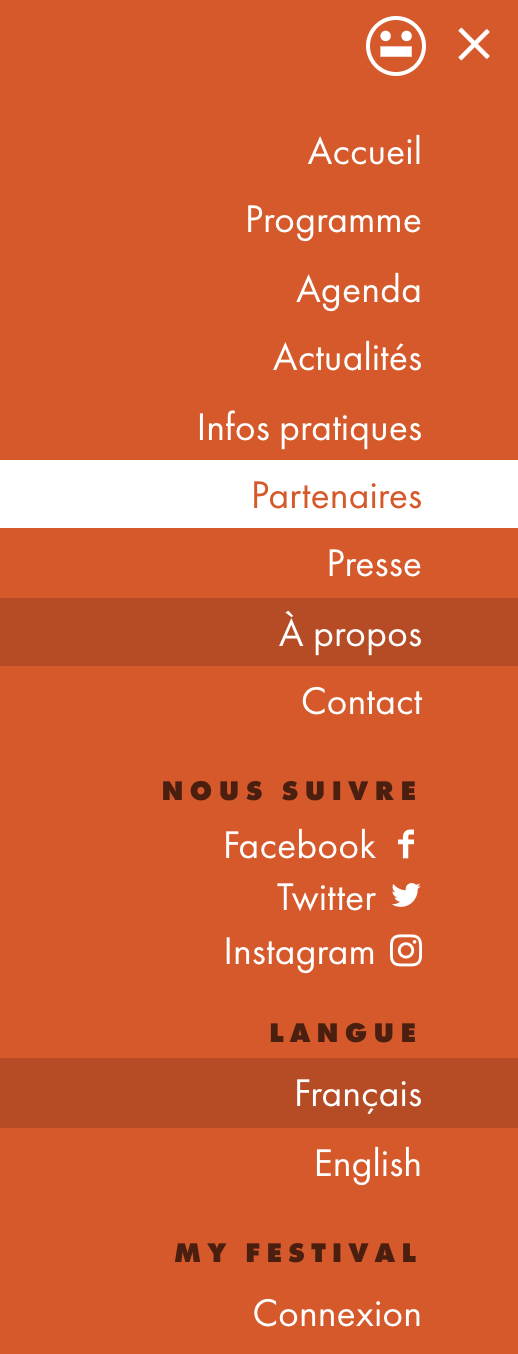 Accueil
Programme
Agenda
Actualités
Infos pratiques
Partenaires
Presse
À propos
Contact
NOUS SUIVRE
Facebook
Twitter
Instagram
LANGUE
Français
English
MY FESTIVAL
Connexion